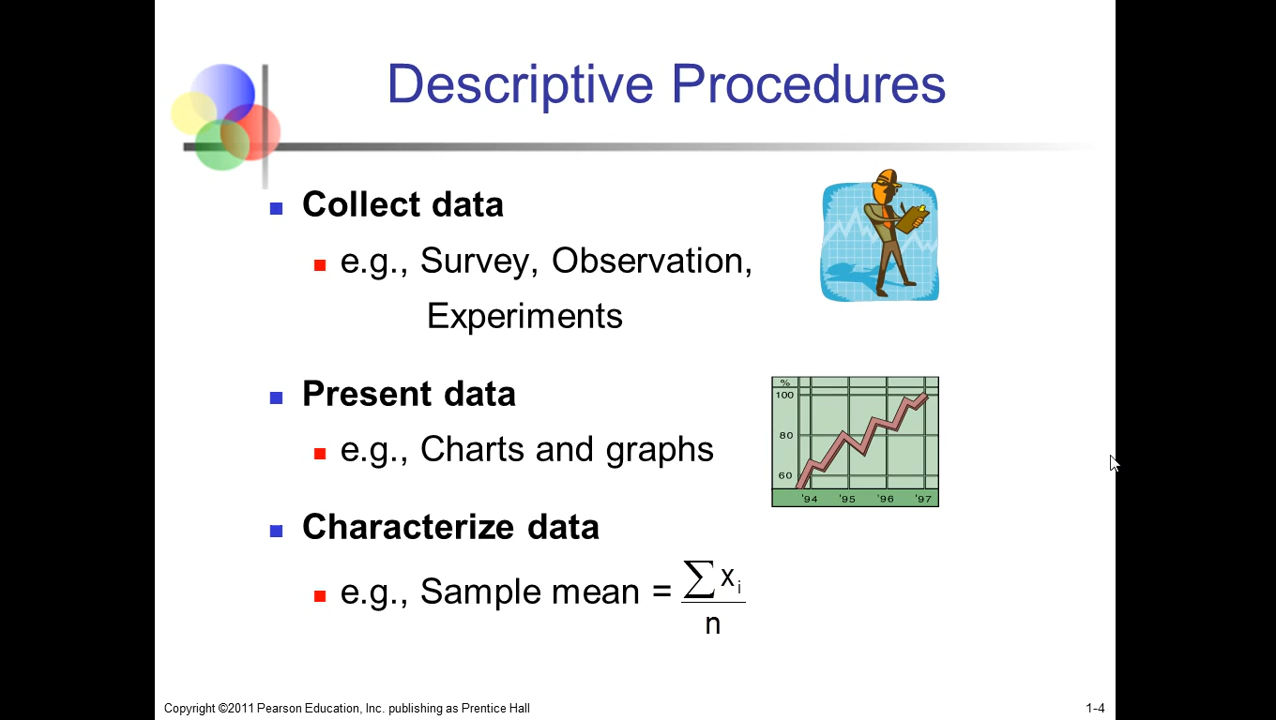 Descriptive Procedures
Collect data
e.g., Survey, Observation,
Experiments
Present data
e.g., Charts and graphs
%
100
80
60
'94 '95 '96 '97
Characterize data
e.g., Sample mean = ∑xᵢ
n
Copyright ©2011 Pearson Education, Inc. publishing as Prentice Hall
1-4